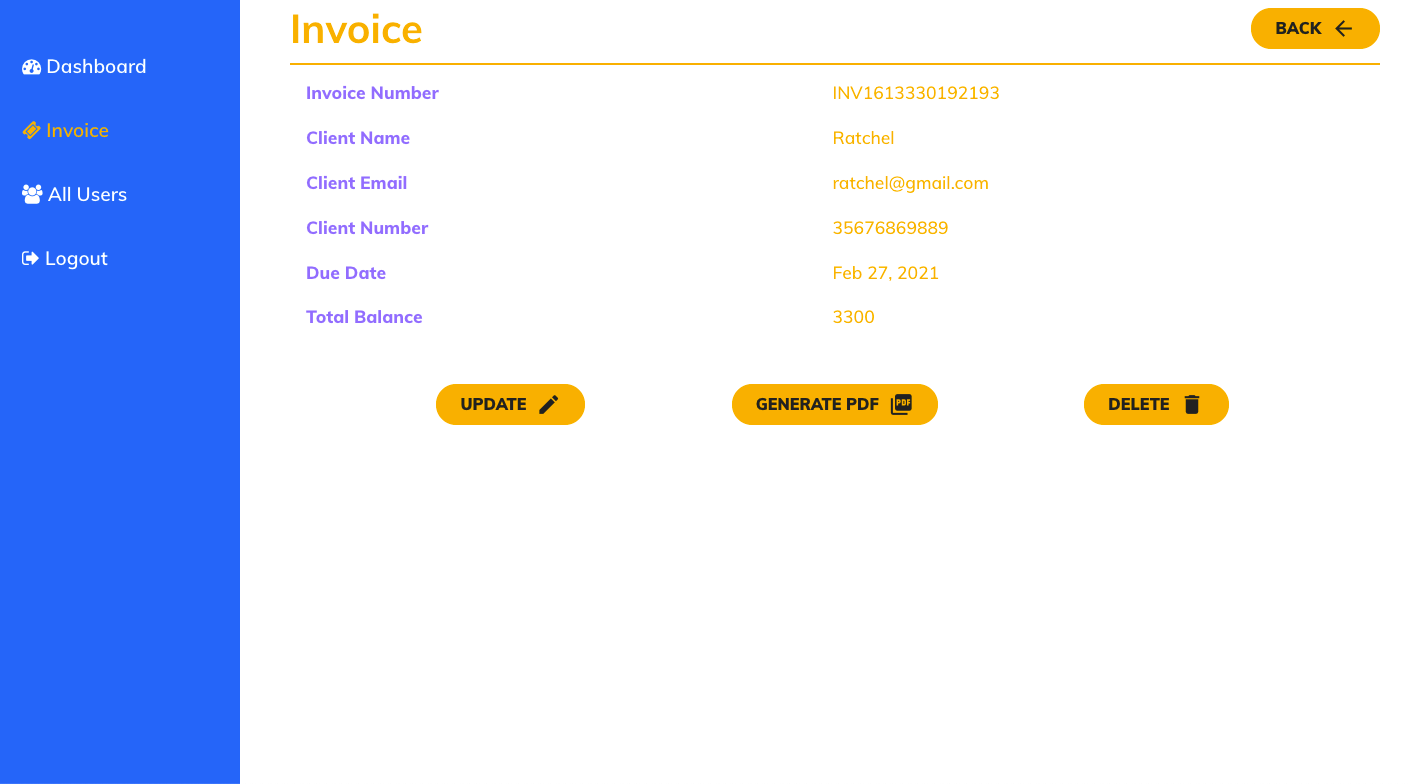 Dashboard
Invoice
All Users
Logout
Invoice
BACK
Invoice Number INV1613330192193
Client Name Ratchel
Client Email ratchel@gmail.com
Client Number 35676869889
Due Date Feb 27, 2021
Total Balance 3300
UPDATE GENERATE PDF PDF DELETE